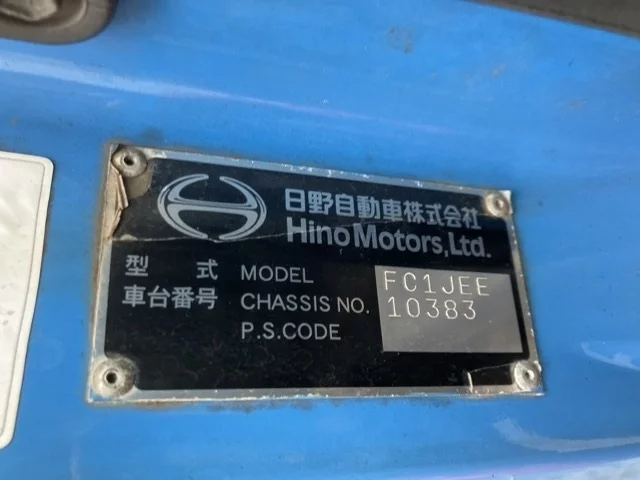 日野自動車株式会社
Hino Motors,Ltd.
型 式 MODEL FC1JEE
車台番号 CHASSIS NO. 10383
P.S.CODE